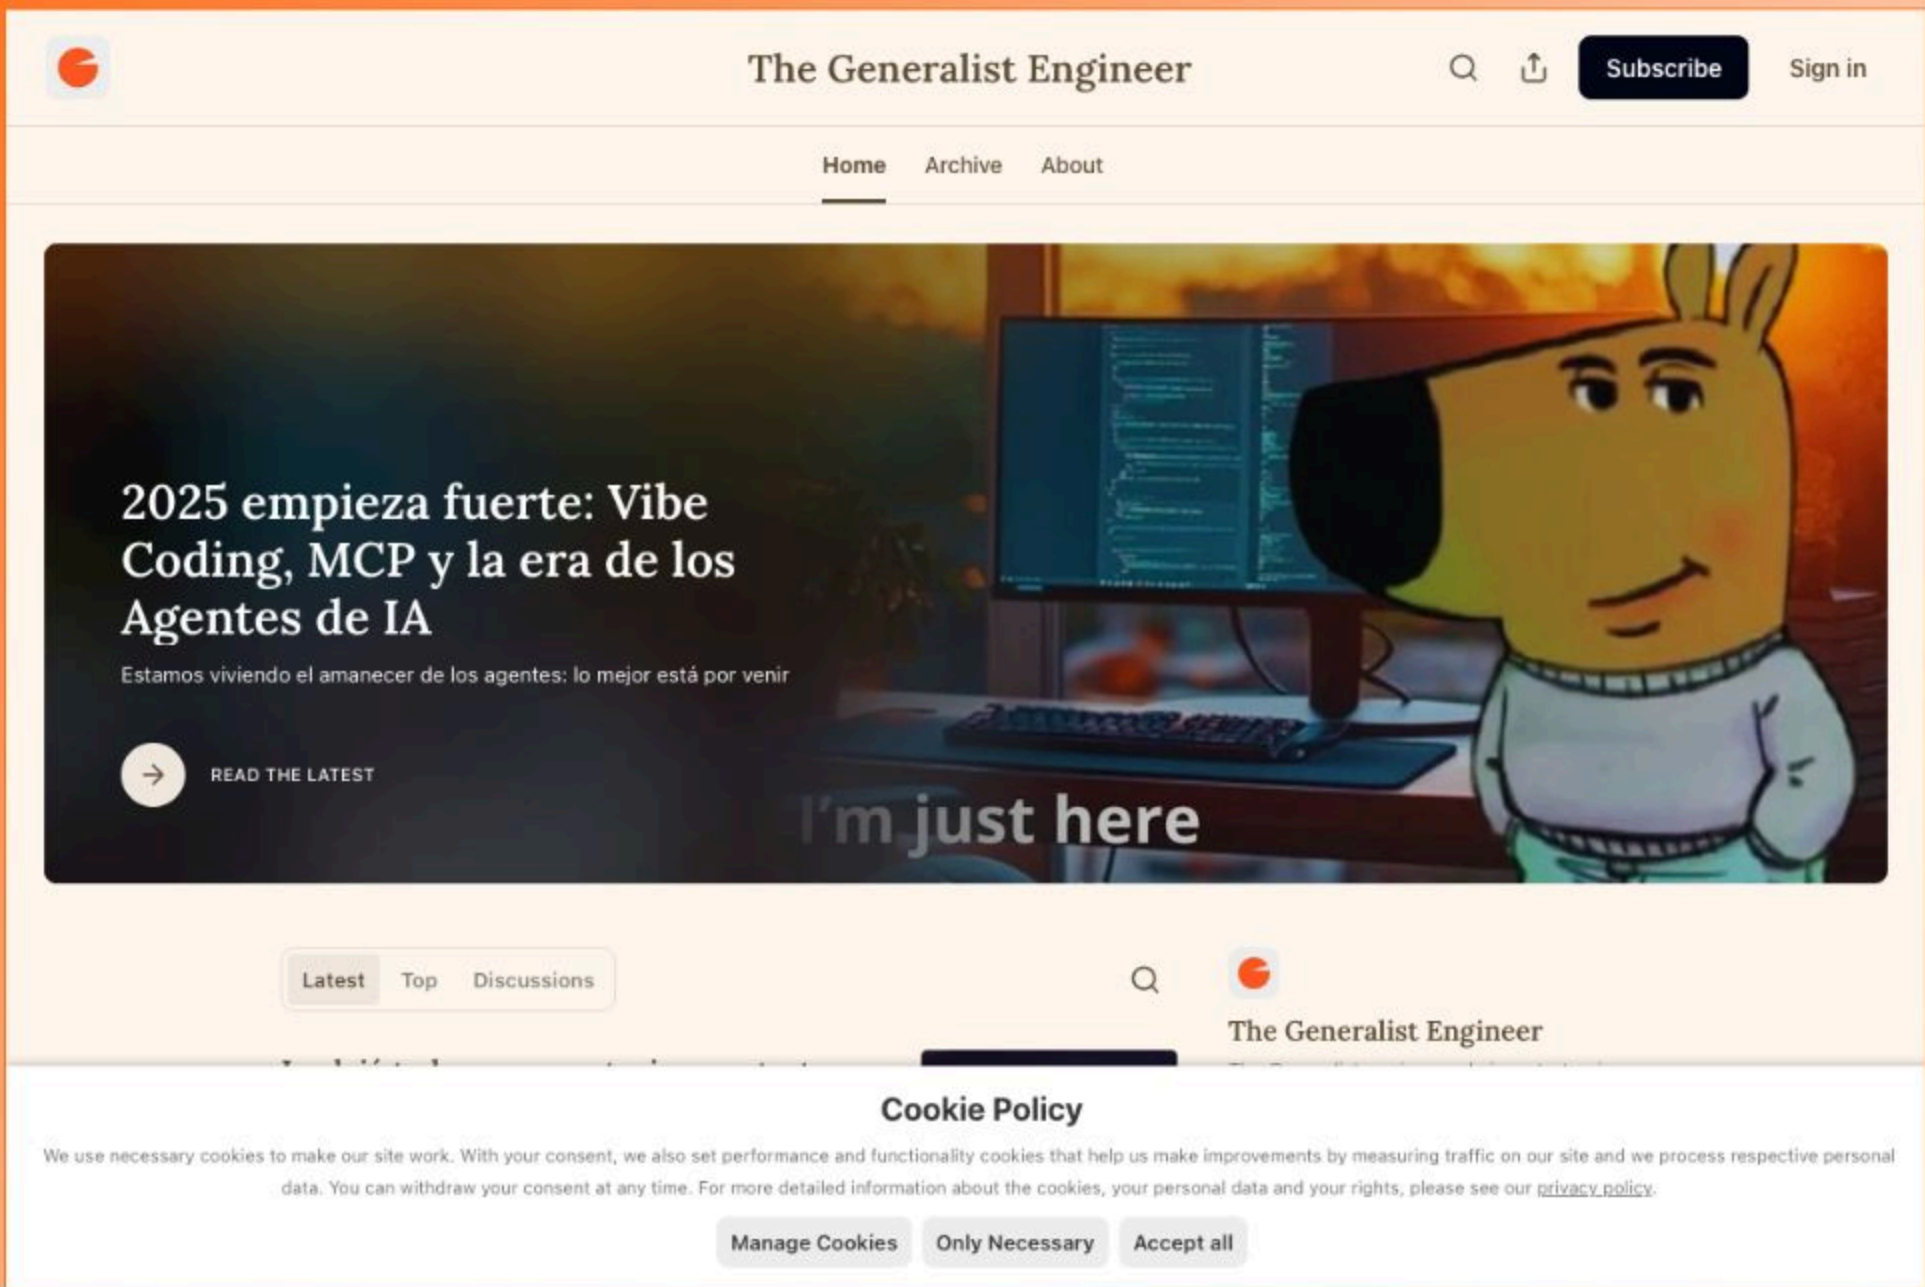 The Generalist Engineer
Subscribe
Sign in
Home
Archive
About
2025 empieza fuerte: Vibe
Coding, MCP y la era de los
Agentes de IA
Estamos viviendo el amanecer de los agentes: lo mejor está por venir
READ THE LATEST
I'm just here
Latest
Top
Discussions
The Generalist Engineer
Cookie Policy
We use necessary cookies to make our site work. With your consent, we also set performance and functionality cookies that help us make improvements by measuring traffic on our site and we process respective personal
data. You can withdraw your consent at any time. For more detailed information about the cookies, your personal data and your rights, please see our privacy policy.
Manage Cookies
Only Necessary
Accept all